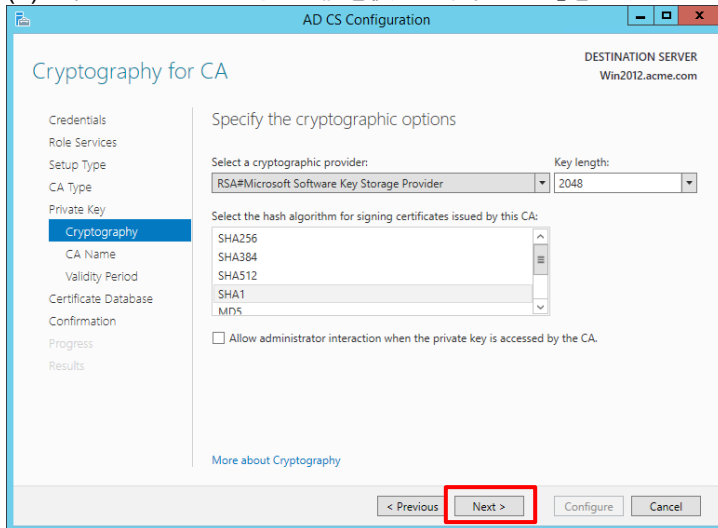 AD CS Configuration
Cryptography for CA
DESTINATION SERVER
Win2012.acme.com
Credentials
Role Services
Setup Type
CA Type
Private Key
Cryptography
CA Name
Validity Period
Certificate Database
Confirmation
Progress
Results
Specify the cryptographic options
Select a cryptographic provider:
Key length:
RSA#Microsoft Software Key Storage Provider
2048
Select the hash algorithm for signing certificates issued by this CA:
SHA256
SHA384
SHA512
SHA1
MD5
Allow administrator interaction when the private key is accessed by the CA.
More about Cryptography
< Previous
Next >
Configure
Cancel